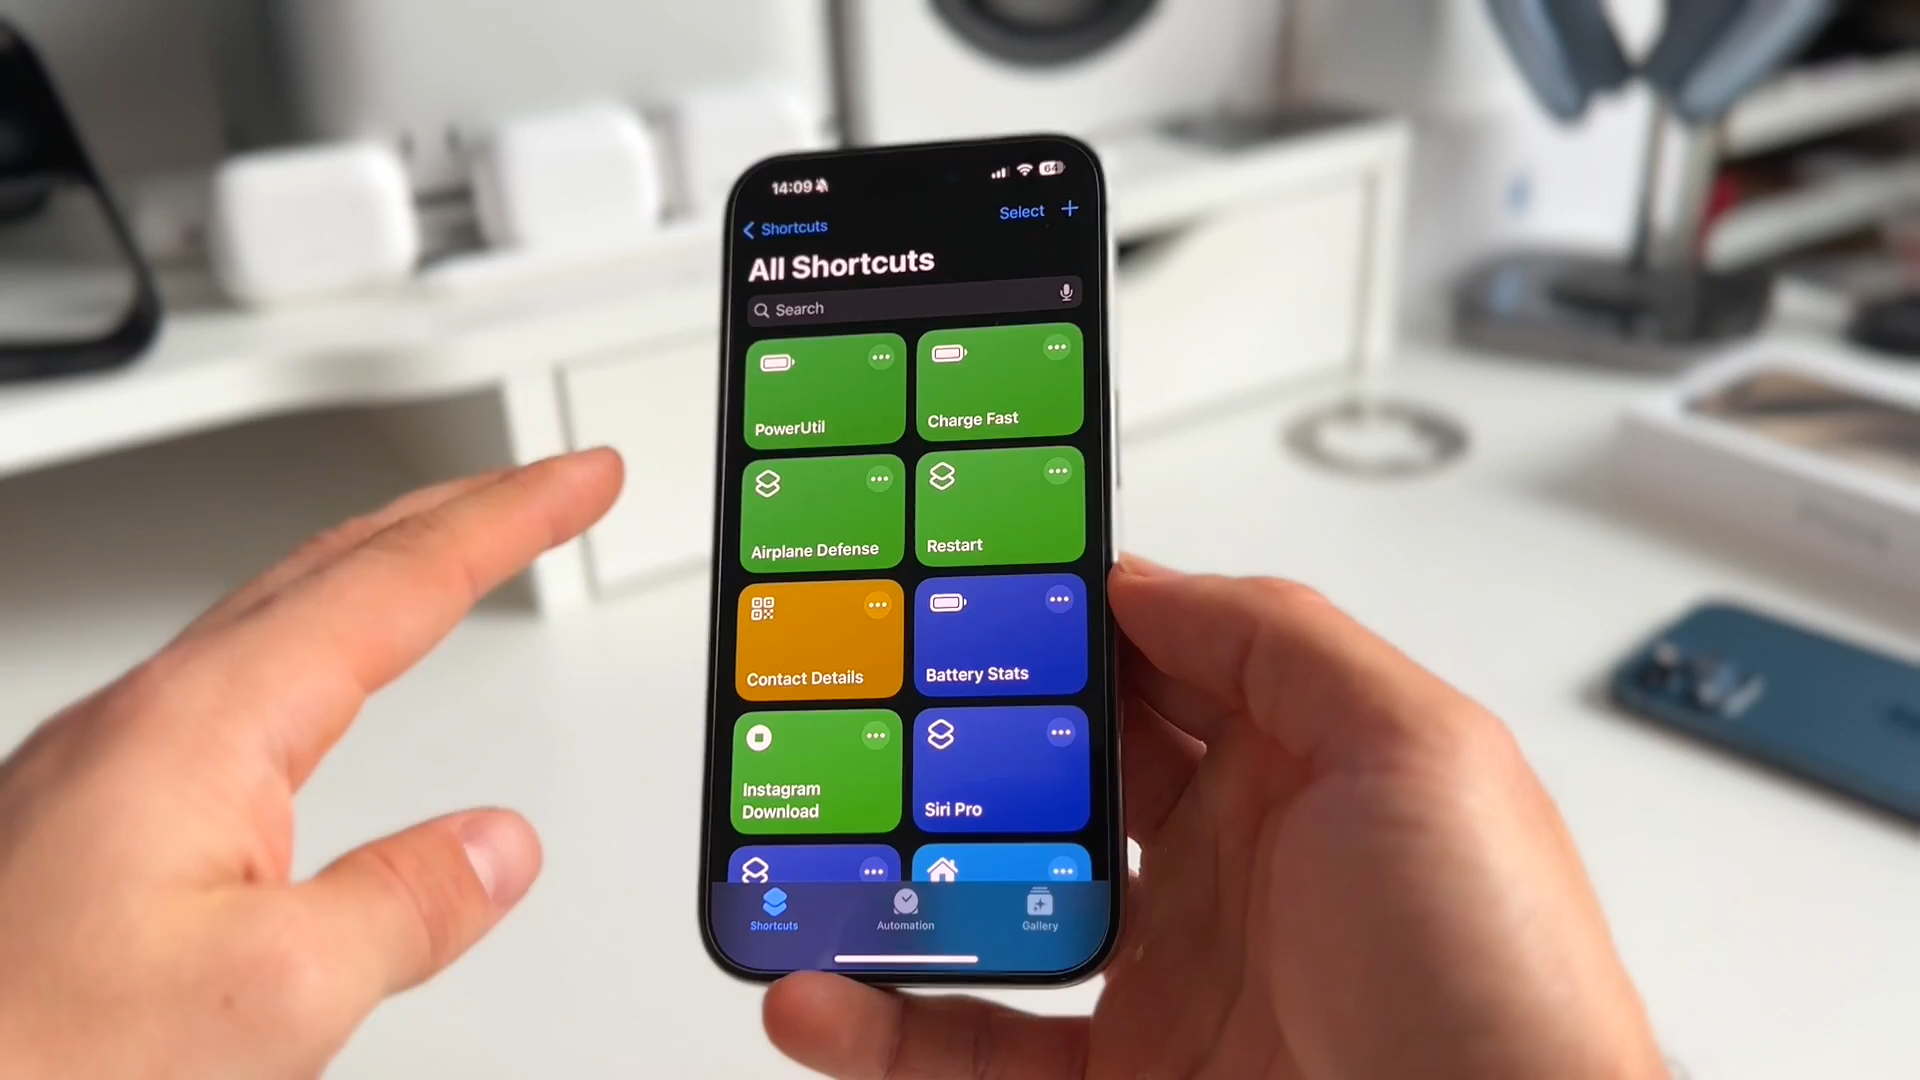 14:09
64
Shortcuts
Select +
All Shortcuts
Search
PowerUtil
Charge Fast
Airplane Defense
Restart
Contact Details
Battery Stats
Instagram
Download
Siri Pro
Shortcuts
Automation
Gallery